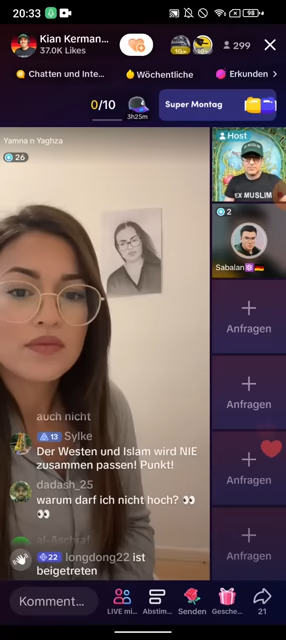 20:33
98
Kian Kerman...
37.0K Likes
299
Chatten und Inte...
Wöchentliche
Erkunden
0/10
3h25m
Super Montag
Yamna n Yaghza
26
Host
EX MUSLIM
2
Sabalan
Anfragen
Anfragen
Anfragen
Anfragen
auch nicht
13 Sylke
Der Westen und Islam wird NIE
zusammen passen! Punkt!
dadash_25
warum darf ich nicht hoch? 👀
👀
22 longdong22 ist
beigetreten
Komment...
LIVE mi...
Abstim...
Senden
Gesche...
21